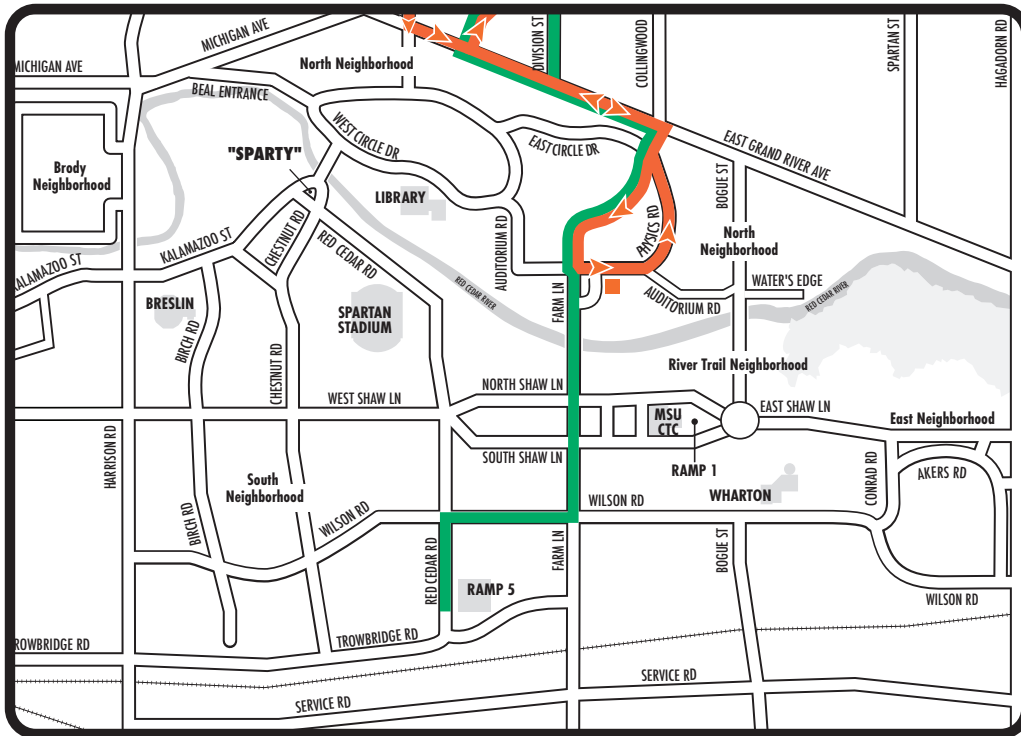 MICHIGAN AVE
MICHIGAN AVE
North Neighborhood
DIVISION ST
COLLINGWOOD
SPARTAN ST
HAGADORN RD
BEAL ENTRANCE
WEST CIRCLE DR
EAST CIRCLE DR
EAST GRAND RIVER AVE
"SPARTY"
Brody
Neighborhood
LIBRARY
BOGUE ST
North
Neighborhood
PHYSICS RD
KALAMAZOO ST
KALAMAZOO ST
CHESTNUT RD
RED CEDAR RD
AUDITORIUM RD
RED CEDAR RIVER
FARM LN
AUDITORIUM RD
WATER'S EDGE
RED CEDAR RIVER
BRESLIN
BIRCH RD
SPARTAN
STADIUM
CHESTNUT RD
River Trail Neighborhood
NORTH SHAW LN
WEST SHAW LN
MSU
CTC
EAST SHAW LN
East Neighborhood
HARRISON RD
SOUTH SHAW LN
RAMP 1
CONRAD RD
AKERS RD
South
Neighborhood
WILSON RD
WILSON RD
WHARTON
BIRCH RD
RED CEDAR RD
FARM LN
BOGUE ST
RAMP 5
WILSON RD
ROWBRIDGE RD
TROWBRIDGE RD
SERVICE RD
SERVICE RD